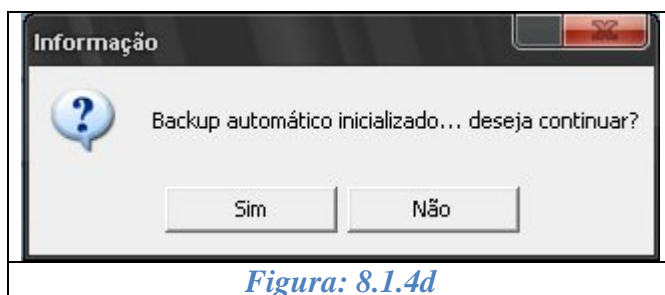 Informação
Backup automático inicializado... deseja continuar?
Sim Não
Figura: 8.1.4d